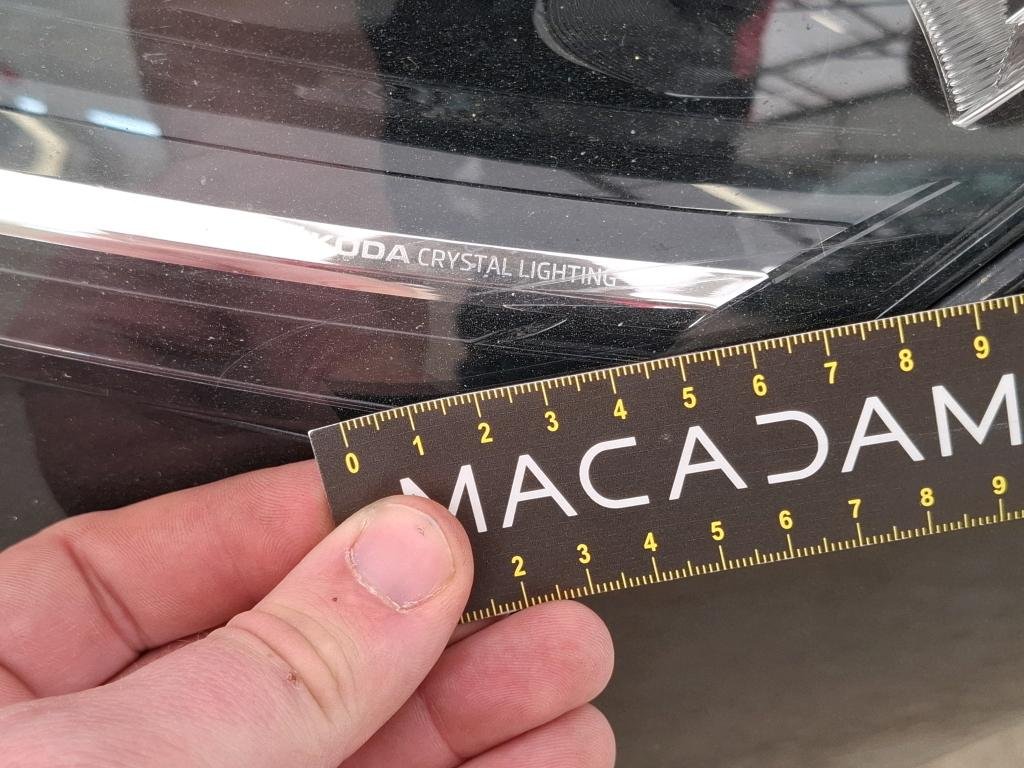 ŠKODA CRYSTAL LIGHTING
0 1 2 3 4 5 6 7 8 9
MACADAM
2 3 4 5 6 7 8 9